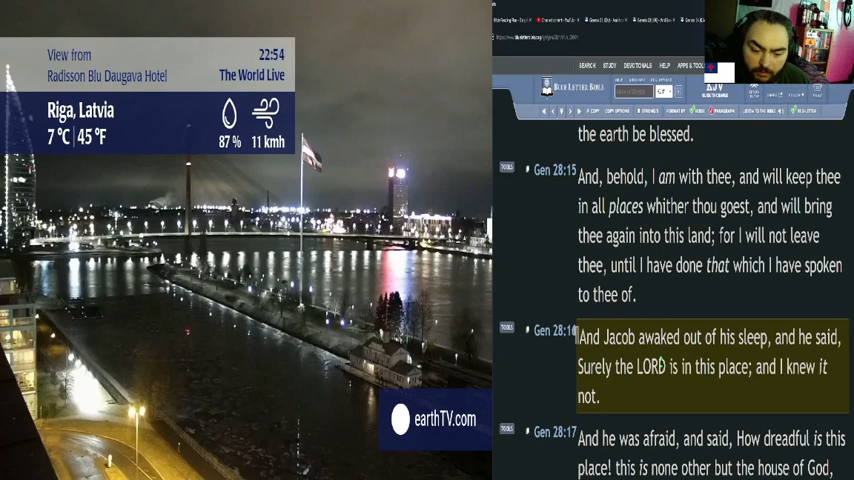 View from
Radisson Blu Daugava Hotel
22:54
The World Live
Riga, Latvia
7 °C | 45 °F
87 %
11 kmh
earthTV.com
SEARCH STUDY DEVOTIONALS HELP APPS & TOOLS
BLUE LETTER BIBLE
the earth be blessed.
TOOLS
Gen 28:15
And, behold, I am with thee, and will keep thee
in all places whither thou goest, and will bring
thee again into this land; for I will not leave
thee, until I have done that which I have spoken
to thee of.
TOOLS
Gen 28:16
And Jacob awaked out of his sleep, and he said,
Surely the LORD is in this place; and I knew it
not.
TOOLS
Gen 28:17
And he was afraid, and said, How dreadful is this
place! this is none other but the house of God,